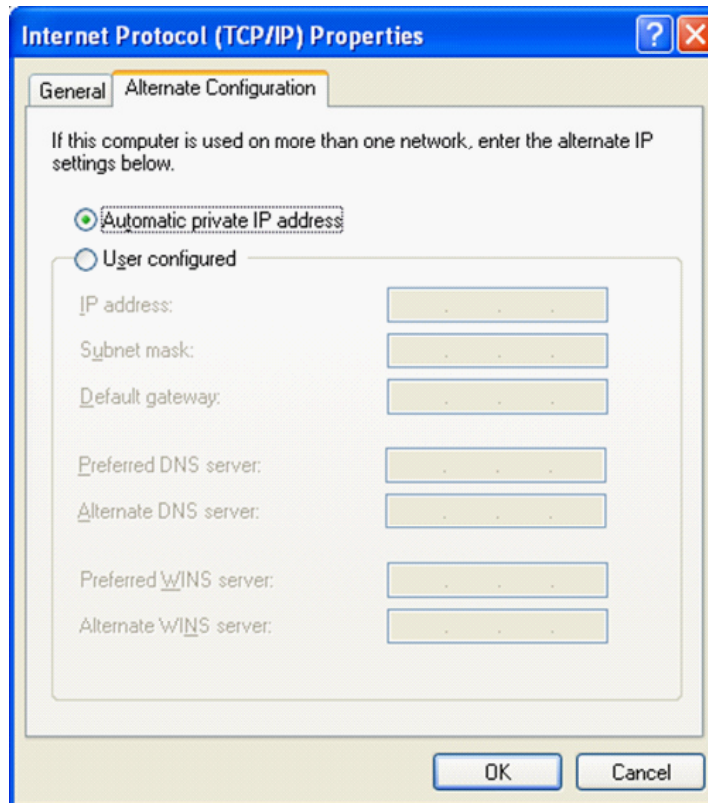 Internet Protocol (TCP/IP) Properties
General
Alternate Configuration
If this computer is used on more than one network, enter the alternate IP
settings below.
Automatic private IP address
User configured
IP address:
Subnet mask:
Default gateway:
Preferred DNS server:
Alternate DNS server:
Preferred WINS server:
Alternate WINS server:
OK
Cancel